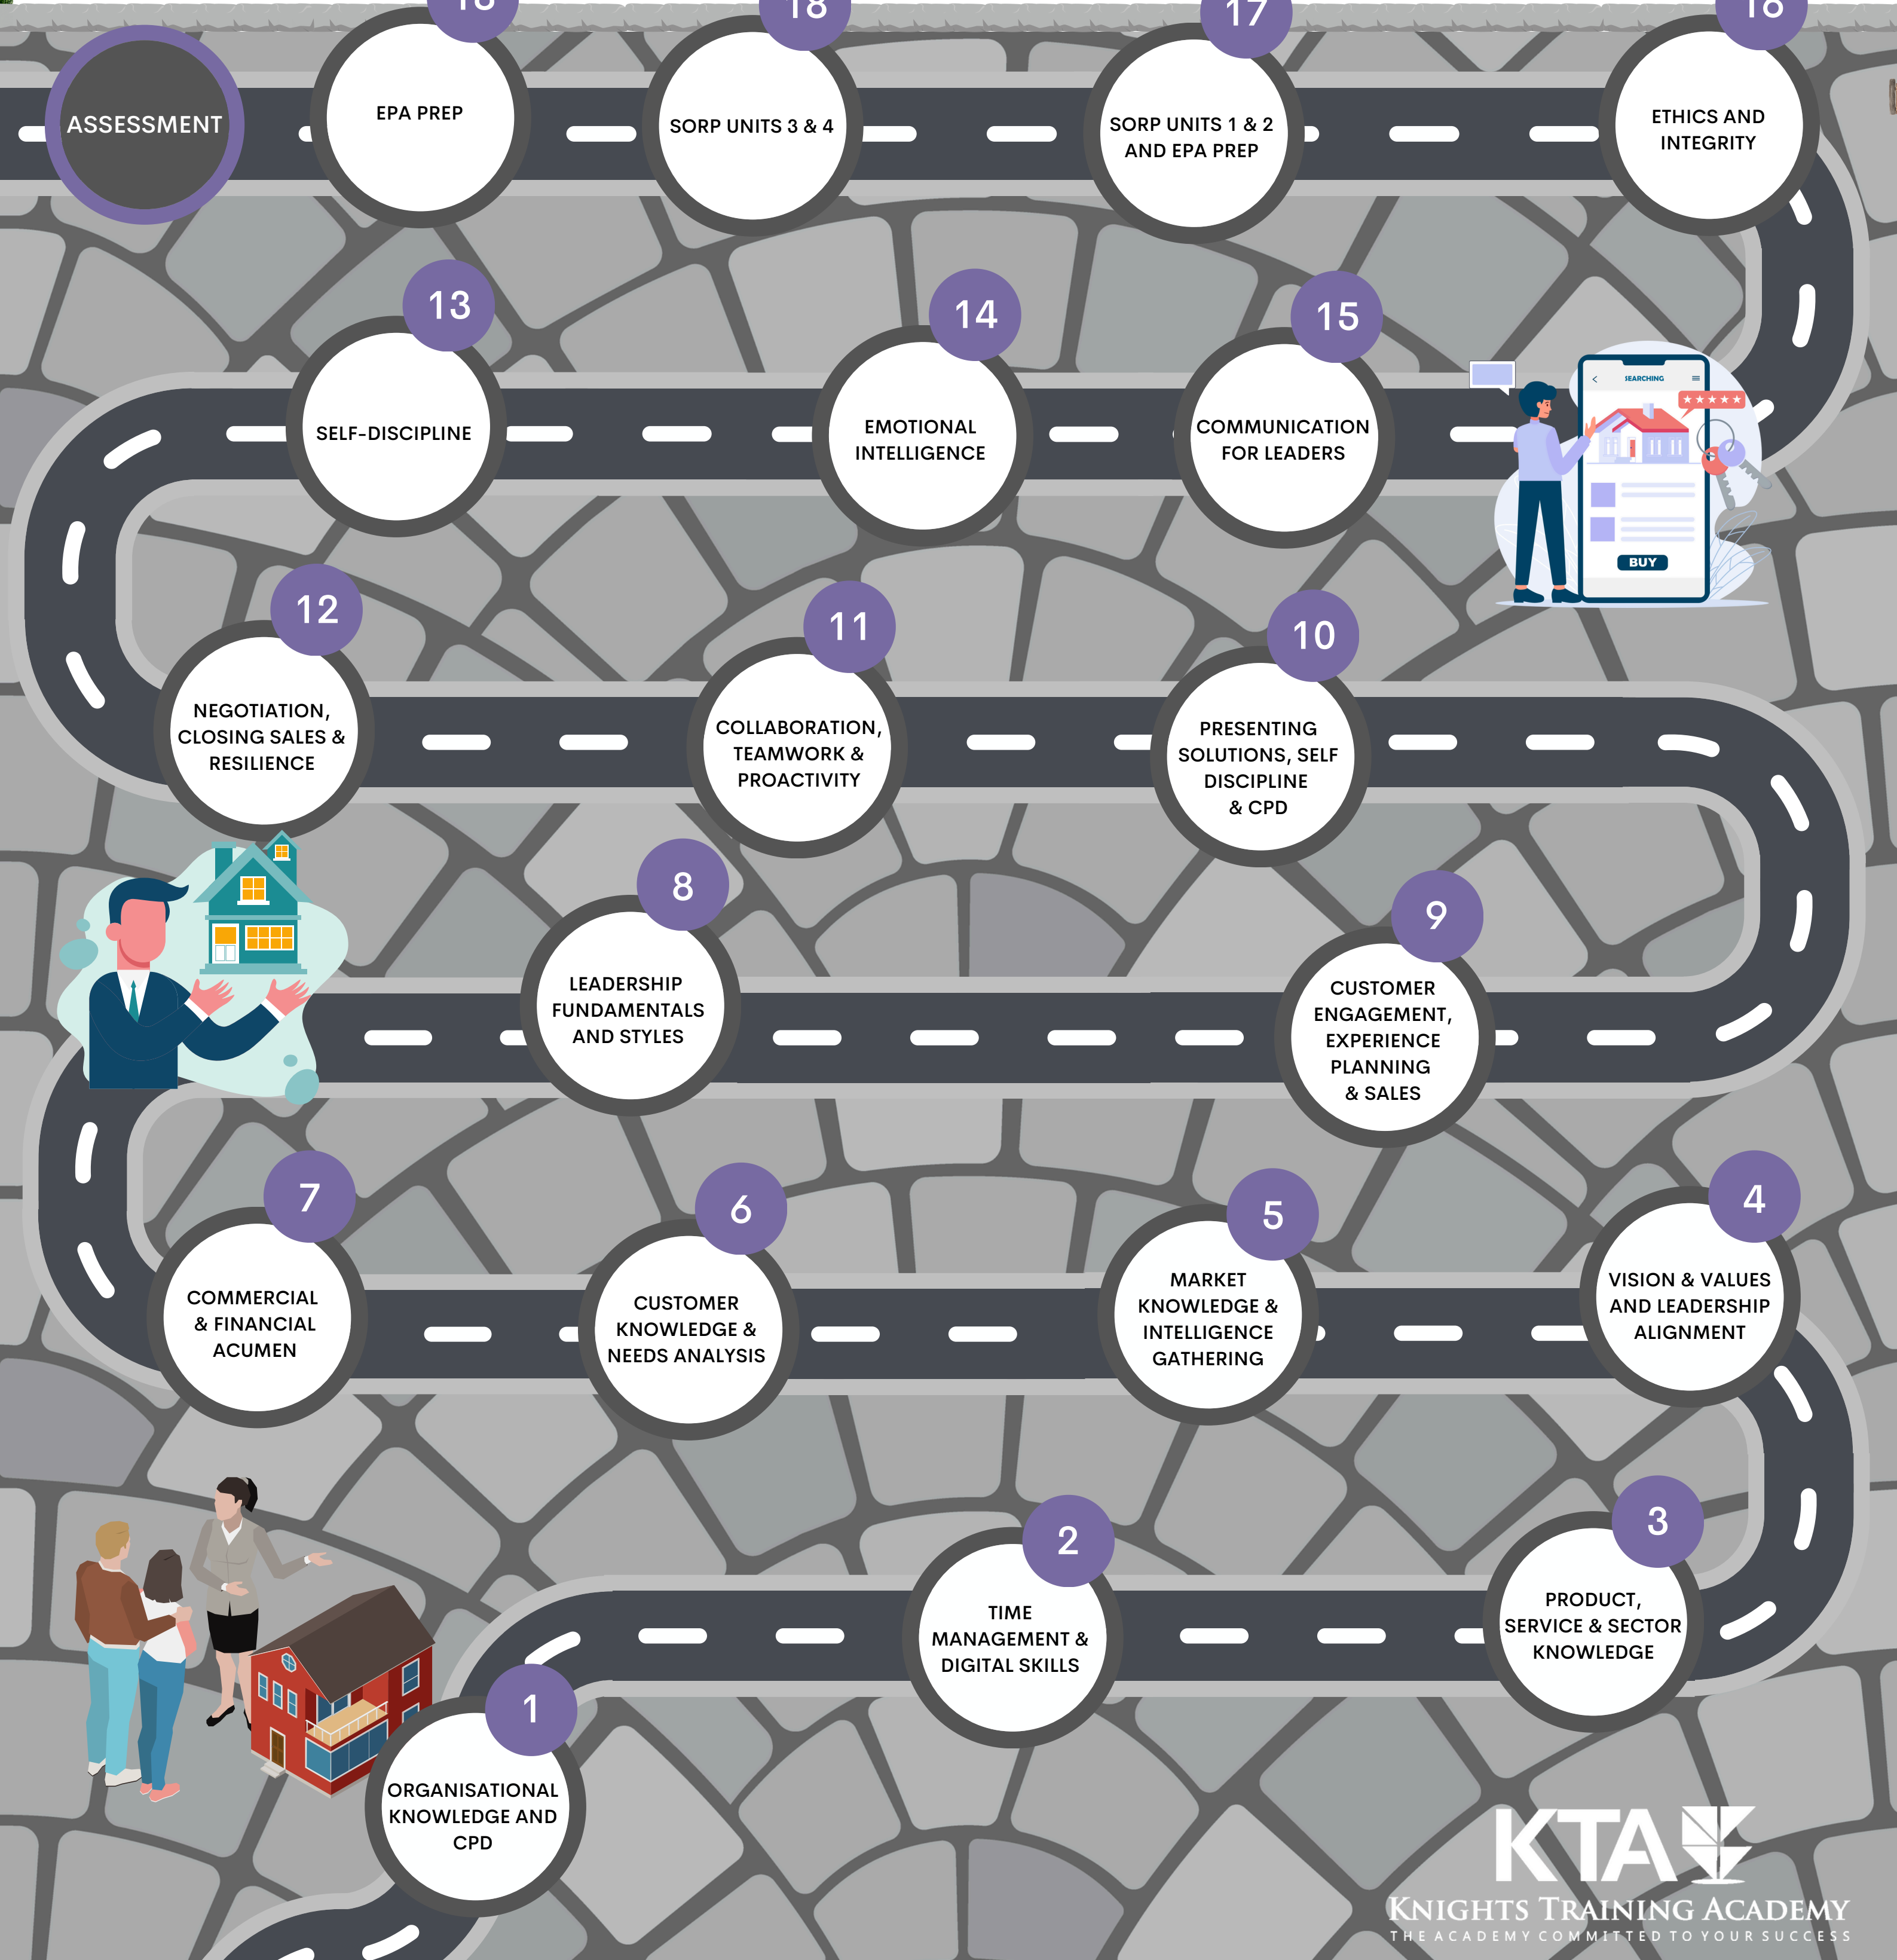 18
17
16
ASSESSMENT
EPA PREP
SORP UNITS 3 & 4
SORP UNITS 1 & 2
AND EPA PREP
ETHICS AND
INTEGRITY
13
SELF-DISCIPLINE
14
EMOTIONAL
INTELLIGENCE
15
COMMUNICATION
FOR LEADERS
SEARCHING
BUY
12
NEGOTIATION,
CLOSING SALES &
RESILIENCE
11
COLLABORATION,
TEAMWORK &
PROACTIVITY
10
PRESENTING
SOLUTIONS, SELF
DISCIPLINE
& CPD
8
LEADERSHIP
FUNDAMENTALS
AND STYLES
9
CUSTOMER
ENGAGEMENT,
EXPERIENCE
PLANNING
& SALES
7
COMMERCIAL
& FINANCIAL
ACUMEN
6
CUSTOMER
KNOWLEDGE &
NEEDS ANALYSIS
5
MARKET
KNOWLEDGE &
INTELLIGENCE
GATHERING
4
VISION & VALUES
AND LEADERSHIP
ALIGNMENT
2
TIME
MANAGEMENT &
DIGITAL SKILLS
3
PRODUCT,
SERVICE & SECTOR
KNOWLEDGE
1
ORGANISATIONAL
KNOWLEDGE AND
CPD
KTA
KNIGHTS TRAINING ACADEMY
THE ACADEMY COMMITTED TO YOUR SUCCESS